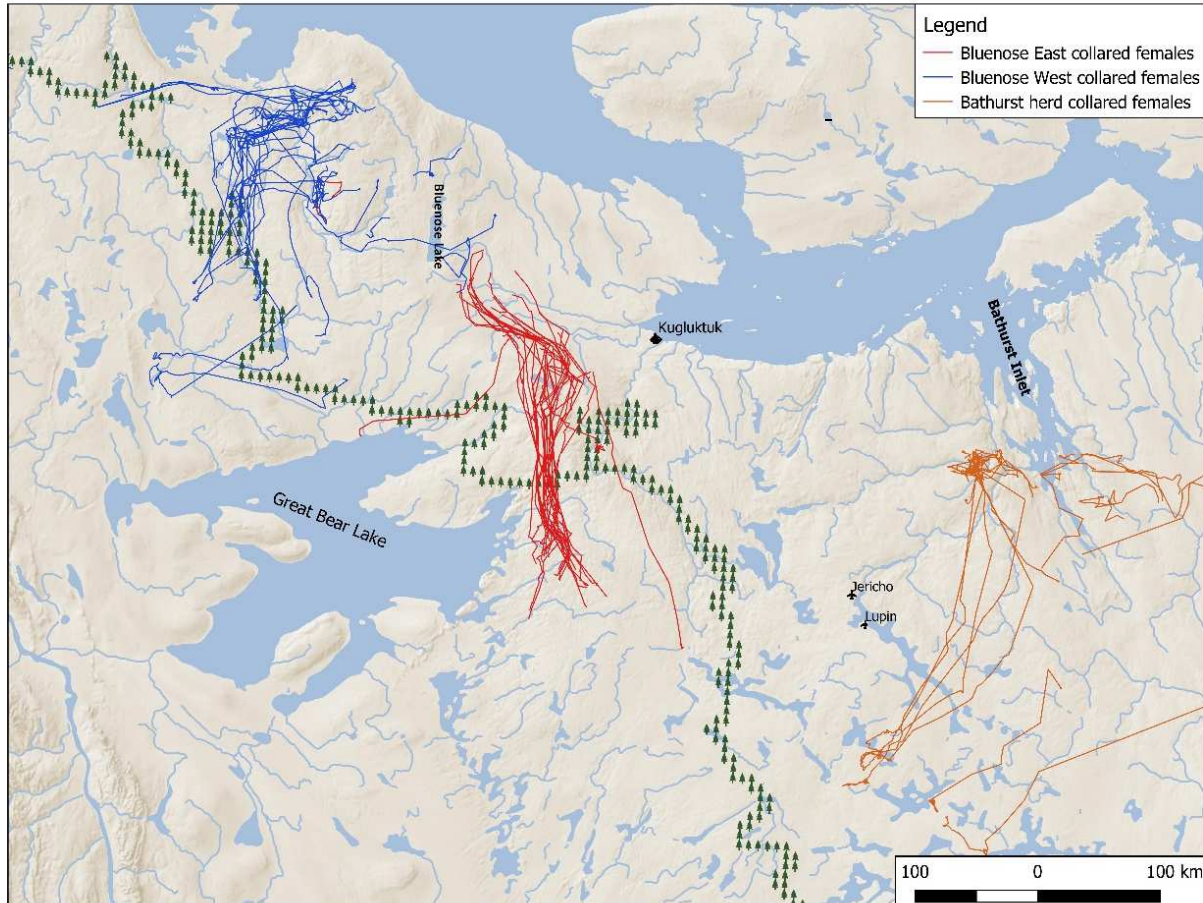 Legend
Bluenose East collared females
Bluenose West collared females
Bathurst herd collared females
Bluenose Lake
Kugluktuk
Bathurst Inlet
Great Bear Lake
Jericho
Lupin
100 0 100 km